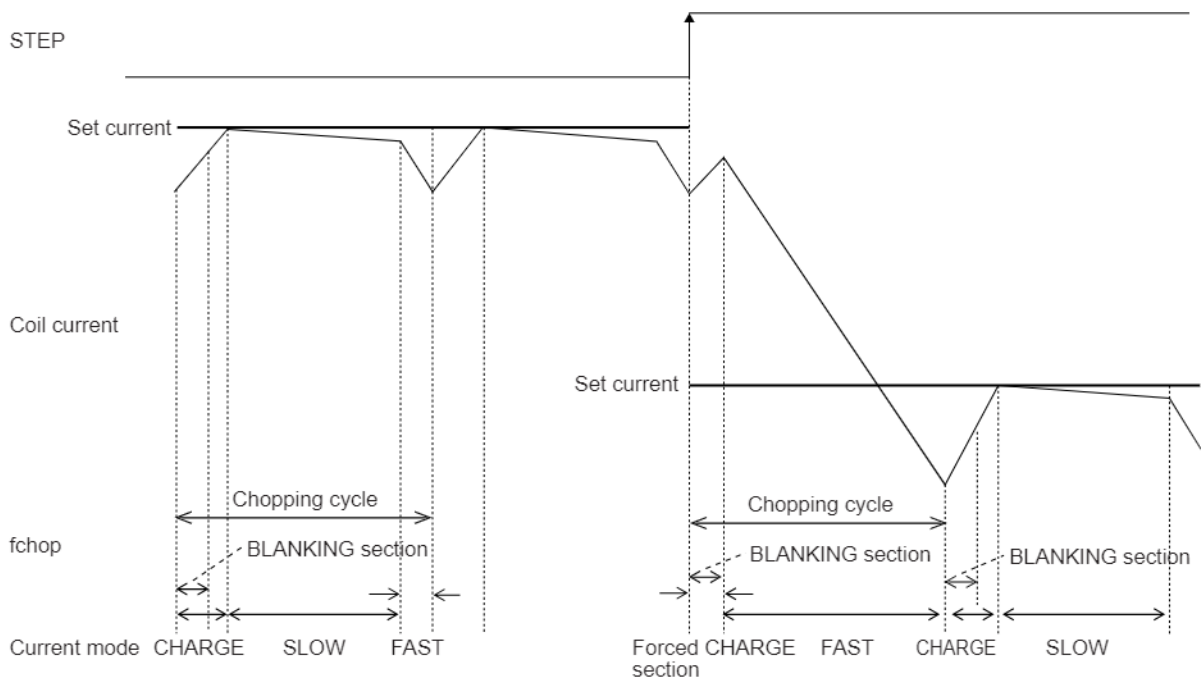 STEP
Set current
Coil current
Set current
Chopping cycle
Chopping cycle
fchop
BLANKING section
BLANKING section
BLANKING section
Current mode CHARGE SLOW FAST
Forced CHARGE FAST CHARGE SLOW
section